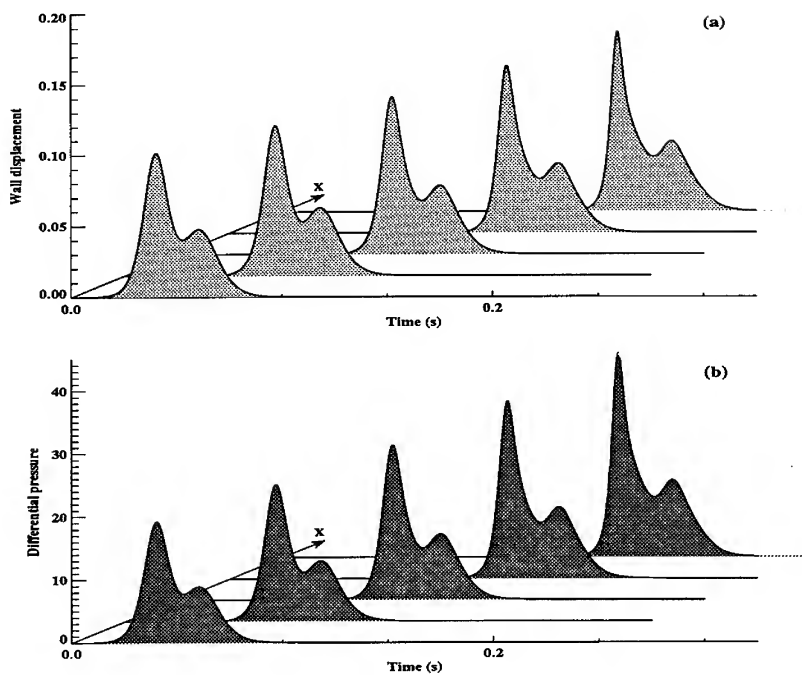 (a)
0.20
0.15
0.10
0.05
0.00
Wall displacement
x
0.0
0.2
Time (s)
(b)
40
30
20
10
0
Differential pressure
x
0.0
0.2
Time (s)